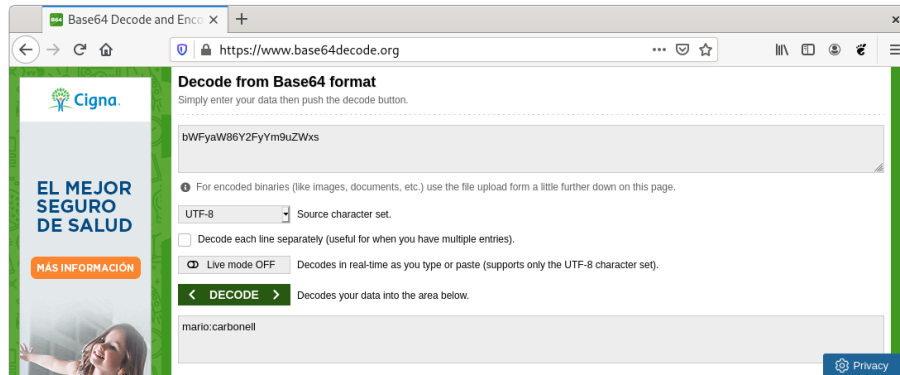 B64
Base64 Decode and Enco
https://www.base64decode.org
Decode from Base64 format
Simply enter your data then push the decode button.
Cigna.
bWFyaW86Y2FyYm9uZWxs
For encoded binaries (like images, documents, etc.) use the file upload form a little further down on this page.
EL MEJOR
SEGURO
DE SALUD
MÁS INFORMACIÓN
UTF-8 Source character set.
Decode each line separately (useful for when you have multiple entries).
Live mode OFF Decodes in real-time as you type or paste (supports only the UTF-8 character set).
< DECODE > Decodes your data into the area below.
mario:carbonell
Privacy